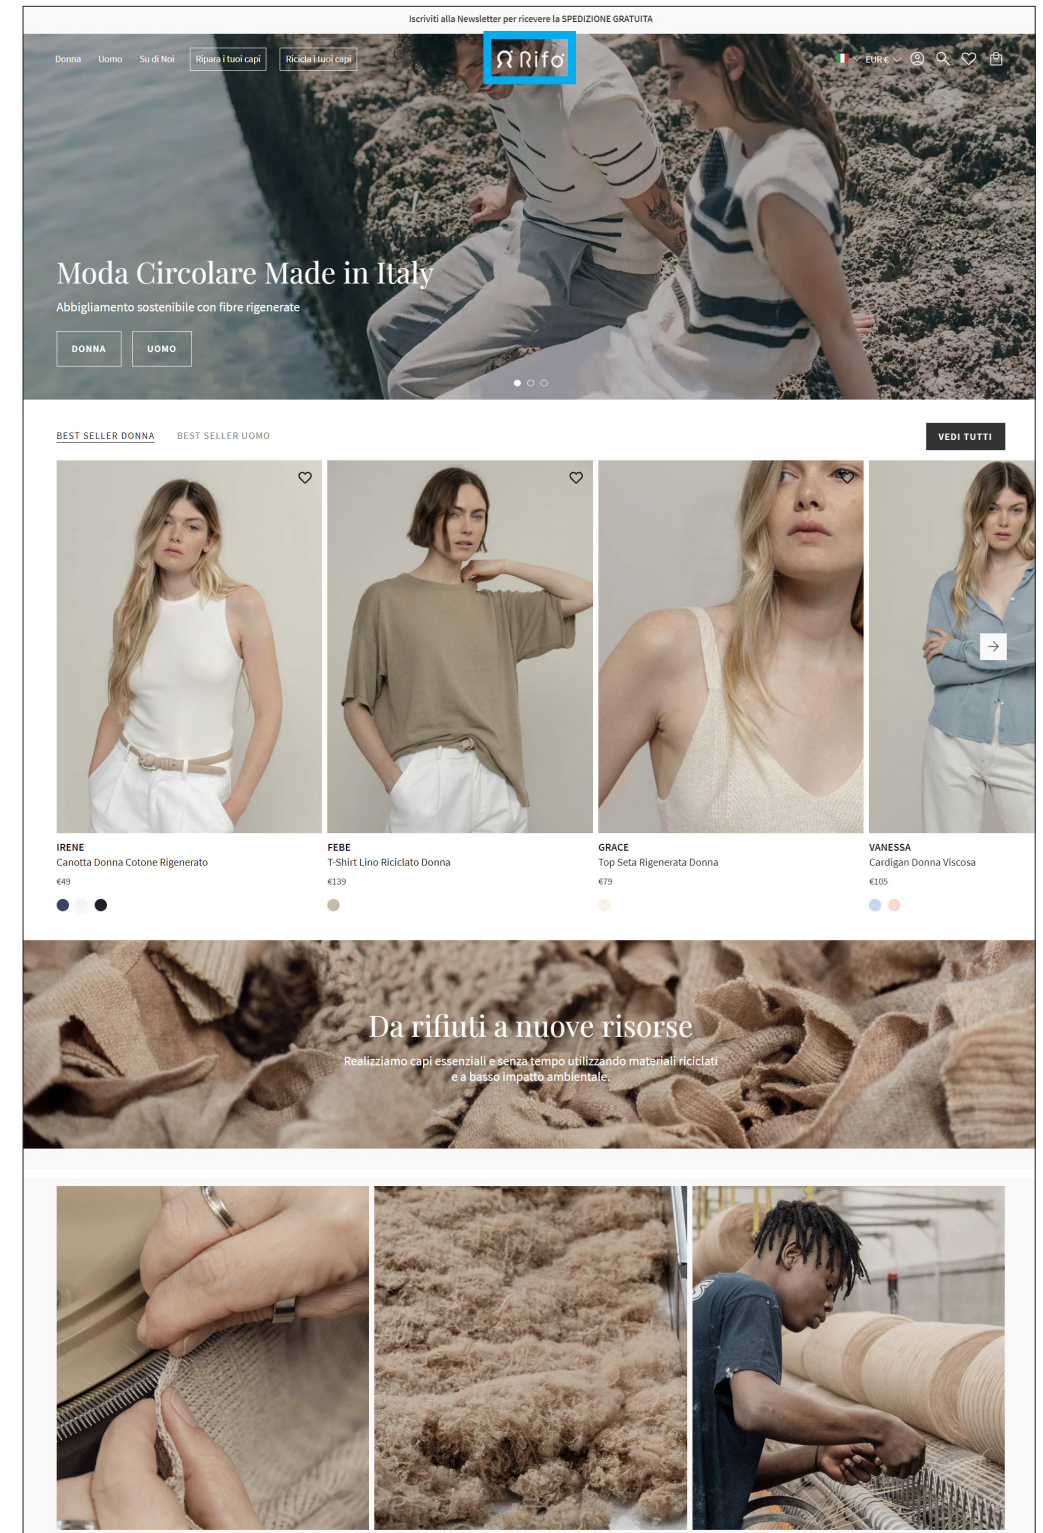 Iscriviti alla Newsletter per ricevere la SPEDIZIONE GRATUITA
Donna Uomo Su di Noi Ripara i tuoi capi Ricicla i tuoi capi
Rifò
EUR €
Moda Circolare Made in Italy
Abbigliamento sostenibile con fibre rigenerate
DONNA UOMO
BEST SELLER DONNA BEST SELLER UOMO
VEDI TUTTI
IRENE
Canotta Donna Cotone Rigenerato
€49
FEBE
T-Shirt Lino Riciclato Donna
€139
GRACE
Top Seta Rigenerata Donna
€79
VANESSA
Cardigan Donna Viscosa
€105
Da rifiuti a nuove risorse
Realizziamo capi essenziali e senza tempo utilizzando materiali riciclati
e a basso impatto ambientale.